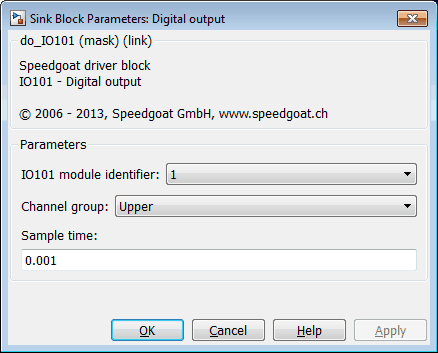 Sink Block Parameters: Digital output
do_IO101 (mask) (link)
Speedgoat driver block
IO101 - Digital output
© 2006 - 2013, Speedgoat GmbH, www.speedgoat.ch
Parameters
IO101 module identifier: 1
Channel group: Upper
Sample time:
0.001
OK Cancel Help Apply